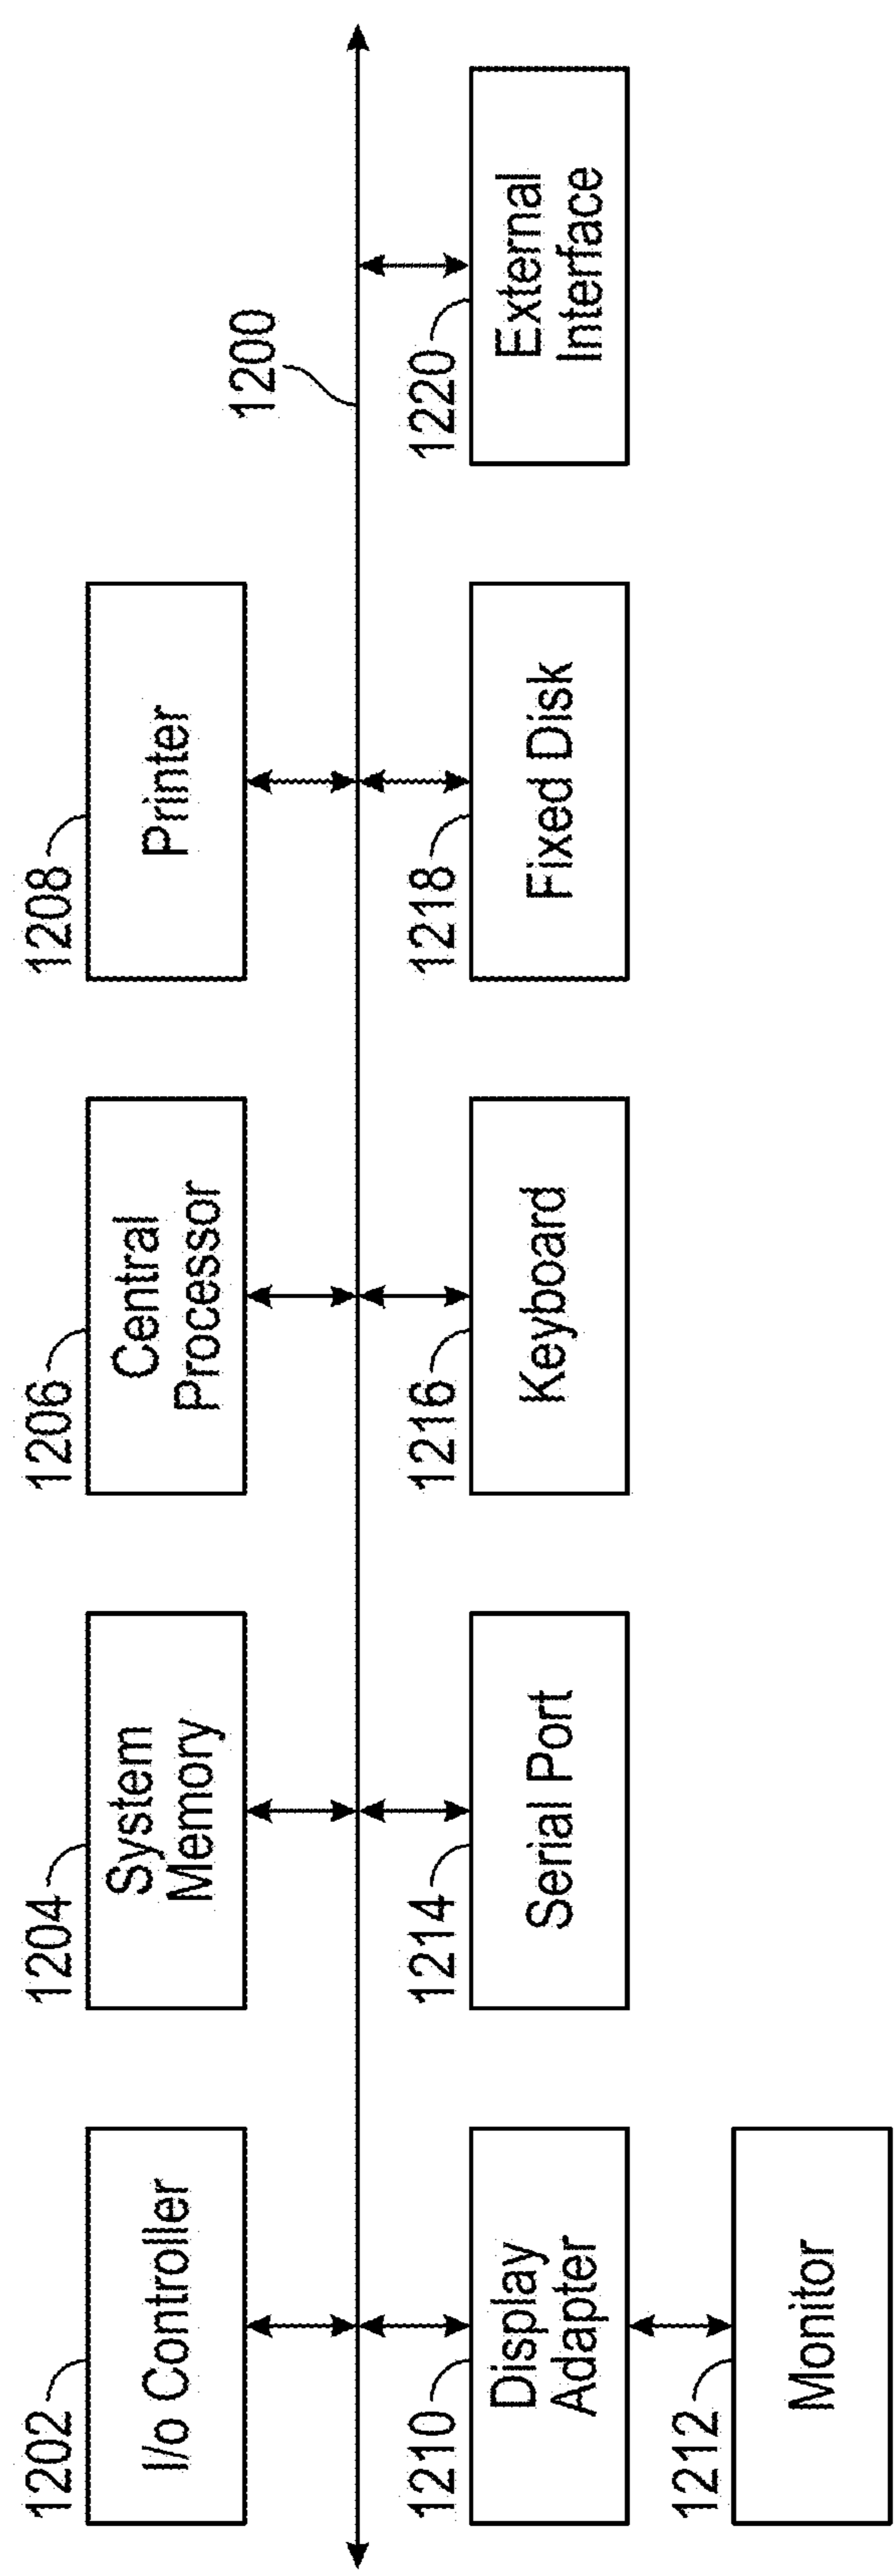 1202
I/o Controller
1204
System
Memory
1206
Central
Processor
1208
Printer
1200
1210
Display
Adapter
1214
Serial Port
1216
Keyboard
1218
Fixed Disk
1220
External
Interface
1212
Monitor